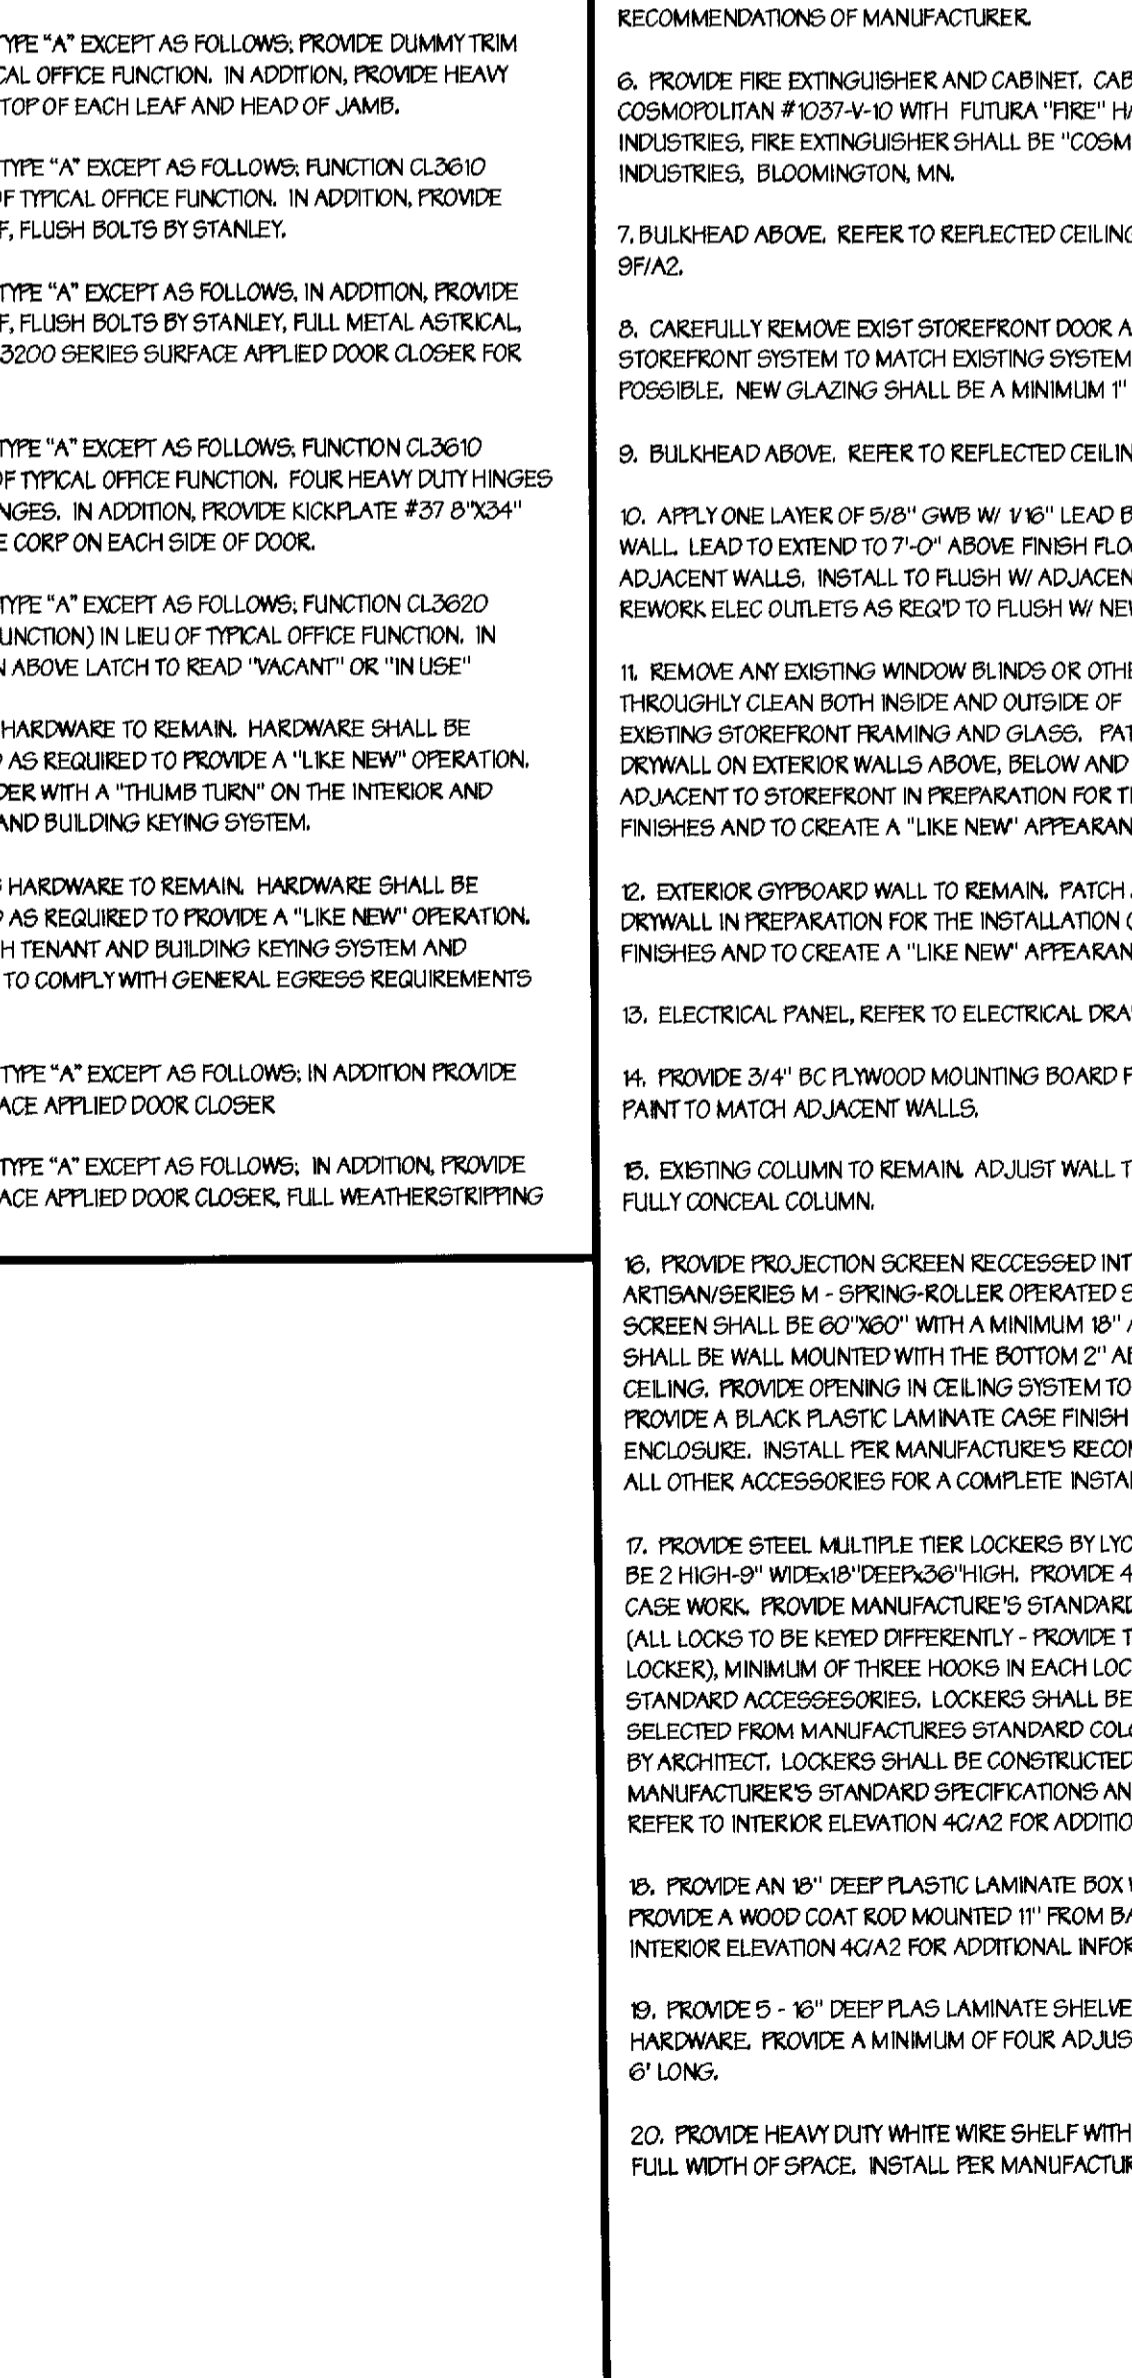 TYPE "A" EXCEPT AS FOLLOWS; PROVIDE DUMMY TRIM
CAL OFFICE FUNCTION. IN ADDITION, PROVIDE HEAVY
TOP OF EACH LEAF AND HEAD OF JAMB.
TYPE "A" EXCEPT AS FOLLOWS; FUNCTION CL3610
OF TYPICAL OFFICE FUNCTION. IN ADDITION, PROVIDE
F, FLUSH BOLTS BY STANLEY.
TYPE "A" EXCEPT AS FOLLOWS, IN ADDITION, PROVIDE
F, FLUSH BOLTS BY STANLEY, FULL METAL ASTRICAL,
3200 SERIES SURFACE APPLIED DOOR CLOSER FOR
TYPE "A" EXCEPT AS FOLLOWS; FUNCTION CL3610
OF TYPICAL OFFICE FUNCTION. FOUR HEAVY DUTY HINGES
NGES. IN ADDITION, PROVIDE KICKPLATE #37 8"X34"
E CORP ON EACH SIDE OF DOOR.
TYPE "A" EXCEPT AS FOLLOWS; FUNCTION CL3620
UNCTION) IN LIEU OF TYPICAL OFFICE FUNCTION. IN
N ABOVE LATCH TO READ "VACANT" OR "IN USE"
HARDWARE TO REMAIN. HARDWARE SHALL BE
D AS REQUIRED TO PROVIDE A "LIKE NEW" OPERATION.
DER WITH A "THUMB TURN" ON THE INTERIOR AND
AND BUILDING KEYING SYSTEM.
G HARDWARE TO REMAIN. HARDWARE SHALL BE
D AS REQUIRED TO PROVIDE A "LIKE NEW" OPERATION.
H TENANT AND BUILDING KEYING SYSTEM AND
TO COMPLY WITH GENERAL EGRESS REQUIREMENTS
TYPE "A" EXCEPT AS FOLLOWS; IN ADDITION PROVIDE
ACE APPLIED DOOR CLOSER
TYPE "A" EXCEPT AS FOLLOWS; IN ADDITION, PROVIDE
ACE APPLIED DOOR CLOSER, FULL WEATHERSTRIPPING
RECOMMENDATIONS OF MANUFACTURER.
6. PROVIDE FIRE EXTINGUISHER AND CABINET. CAB
COSMOPOLITAN #1037-V-10 WITH FUTURA "FIRE" HA
INDUSTRIES, FIRE EXTINGUISHER SHALL BE "COSM
INDUSTRIES, BLOOMINGTON, MN.
7. BULKHEAD ABOVE. REFER TO REFLECTED CEILING
9F/A2.
8. CAREFULLY REMOVE EXIST STOREFRONT DOOR A
STOREFRONT SYSTEM TO MATCH EXISTING SYSTEM
POSSIBLE. NEW GLAZING SHALL BE A MINIMUM 1"
9. BULKHEAD ABOVE. REFER TO REFLECTED CEILIN
10. APPLY ONE LAYER OF 5/8" GWB W/ 1/16" LEAD B
WALL. LEAD TO EXTEND TO 7'-0" ABOVE FINISH FLO
ADJACENT WALLS. INSTALL TO FLUSH W/ ADJACEN
REWORK ELEC OUTLETS AS REQ'D TO FLUSH W/ NEW
11. REMOVE ANY EXISTING WINDOW BLINDS OR OTHE
THROUGHLY CLEAN BOTH INSIDE AND OUTSIDE OF
EXISTING STOREFRONT FRAMING AND GLASS. PAT
DRYWALL ON EXTERIOR WALLS ABOVE, BELOW AND
ADJACENT TO STOREFRONT IN PREPARATION FOR TH
FINISHES AND TO CREATE A "LIKE NEW" APPEARAN
12. EXTERIOR GYPBOARD WALL TO REMAIN. PATCH
DRYWALL IN PREPARATION FOR THE INSTALLATION O
FINISHES AND TO CREATE A "LIKE NEW" APPEARAN
13. ELECTRICAL PANEL, REFER TO ELECTRICAL DRA
14. PROVIDE 3/4" BC PLYWOOD MOUNTING BOARD F
PAINT TO MATCH ADJACENT WALLS.
15. EXISTING COLUMN TO REMAIN. ADJUST WALL T
FULLY CONCEAL COLUMN.
16. PROVIDE PROJECTION SCREEN RECCESSED INT
ARTISAN/SERIES M - SPRING-ROLLER OPERATED S
SCREEN SHALL BE 60"X60" WITH A MINIMUM 18" A
SHALL BE WALL MOUNTED WITH THE BOTTOM 2" AB
CEILING. PROVIDE OPENING IN CEILING SYSTEM TO
PROVIDE A BLACK PLASTIC LAMINATE CASE FINISH
ENCLOSURE. INSTALL PER MANUFACTURE'S RECOM
ALL OTHER ACCESSORIES FOR A COMPLETE INSTAL
17. PROVIDE STEEL MULTIPLE TIER LOCKERS BY LYO
BE 2 HIGH-9" WIDEx18"DEEPx36"HIGH. PROVIDE 4
CASE WORK. PROVIDE MANUFACTURE'S STANDARD
(ALL LOCKS TO BE KEYED DIFFERENTLY - PROVIDE T
LOCKER), MINIMUM OF THREE HOOKS IN EACH LOC
STANDARD ACCESSESORIES. LOCKERS SHALL BE
SELECTED FROM MANUFACTURES STANDARD COLO
BY ARCHITECT. LOCKERS SHALL BE CONSTRUCTED
MANUFACTURER'S STANDARD SPECIFICATIONS AN
REFER TO INTERIOR ELEVATION 4C/A2 FOR ADDITIO
18. PROVIDE AN 18" DEEP PLASTIC LAMINATE BOX
PROVIDE A WOOD COAT ROD MOUNTED 11" FROM BA
INTERIOR ELEVATION 4C/A2 FOR ADDITIONAL INFOR
19. PROVIDE 5 - 16" DEEP PLAS LAMINATE SHELVE
HARDWARE. PROVIDE A MINIMUM OF FOUR ADJUS
6' LONG.
20. PROVIDE HEAVY DUTY WHITE WIRE SHELF WITH
FULL WIDTH OF SPACE. INSTALL PER MANUFACTUR